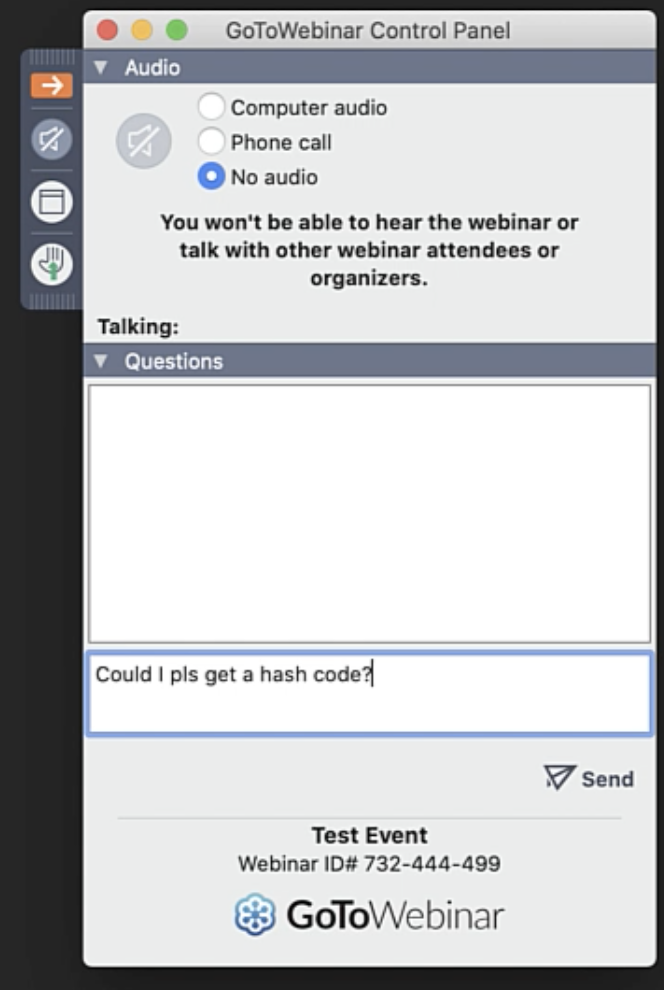 GoToWebinar Control Panel
Audio
Computer audio
Phone call
No audio
You won't be able to hear the webinar or
talk with other webinar attendees or
organizers.
Talking:
Questions
Could I pls get a hash code?
Send
Test Event
Webinar ID# 732-444-499
GoToWebinar